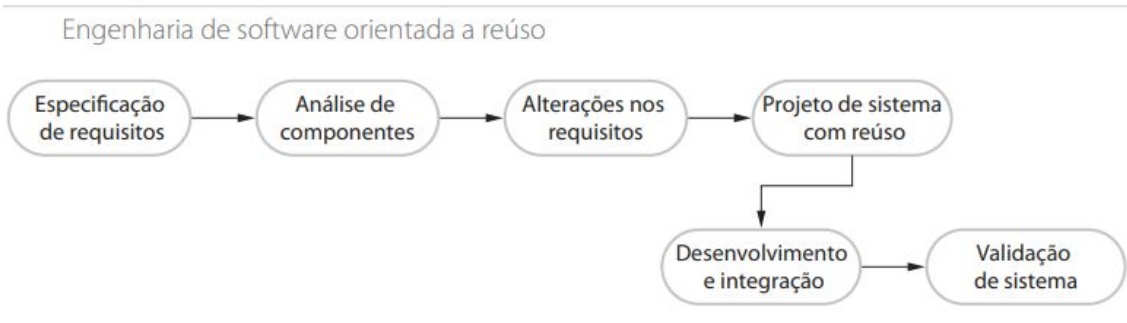 Engenharia de software orientada a reúso
Especificação
de requisitos
Análise de
componentes
Alterações nos
requisitos
Projeto de sistema
com reúso
Desenvolvimento
e integração
Validação
de sistema